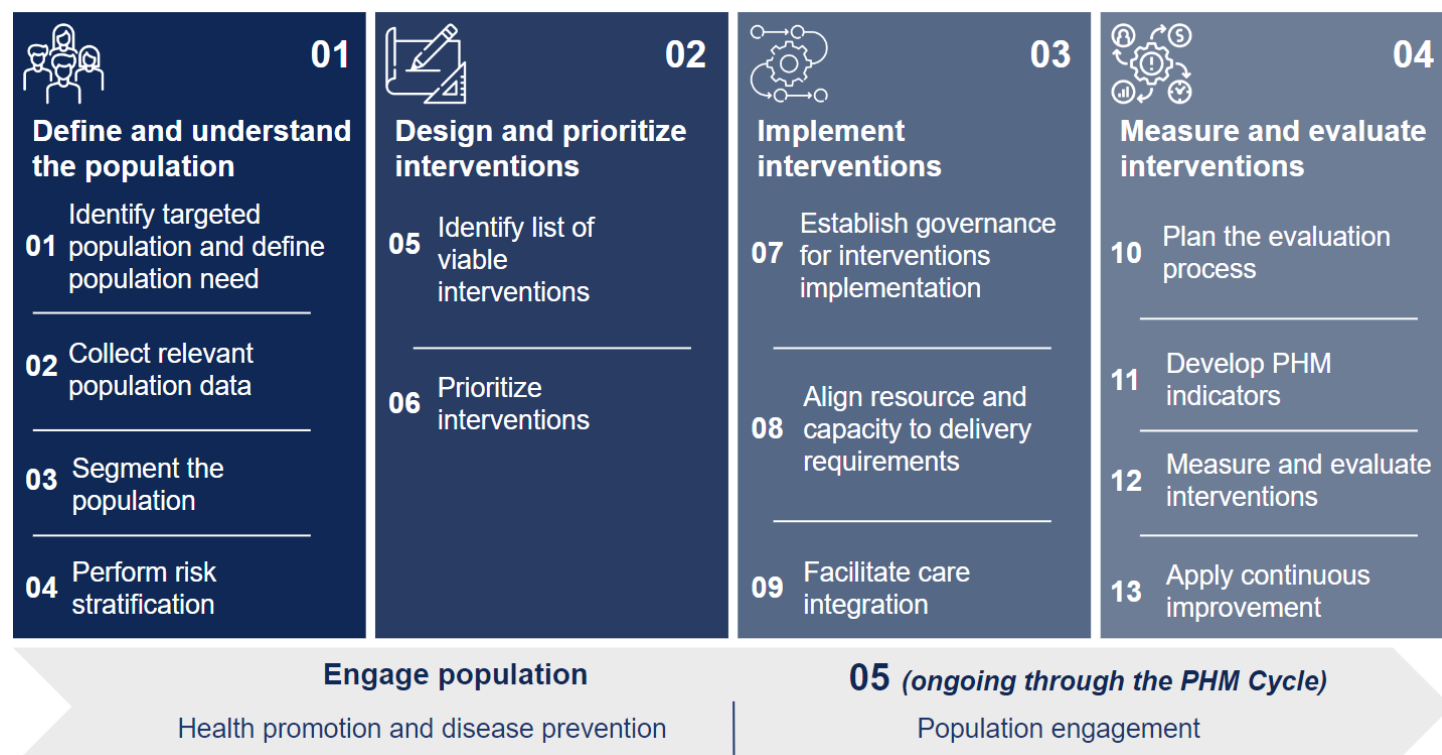 01
Define and understand
the population
01 Identify targeted
population and define
population need
02 Collect relevant
population data
03 Segment the
population
04 Perform risk
stratification
02
Design and prioritize
interventions
05 Identify list of
viable
interventions
06 Prioritize
interventions
03
Implement
interventions
07 Establish governance
for interventions
implementation
08 Align resource and
capacity to delivery
requirements
09 Facilitate care
integration
04
Measure and evaluate
interventions
10 Plan the evaluation
process
11 Develop PHM
indicators
12 Measure and evaluate
interventions
13 Apply continuous
improvement
Engage population
05 (ongoing through the PHM Cycle)
Health promotion and disease prevention
Population engagement